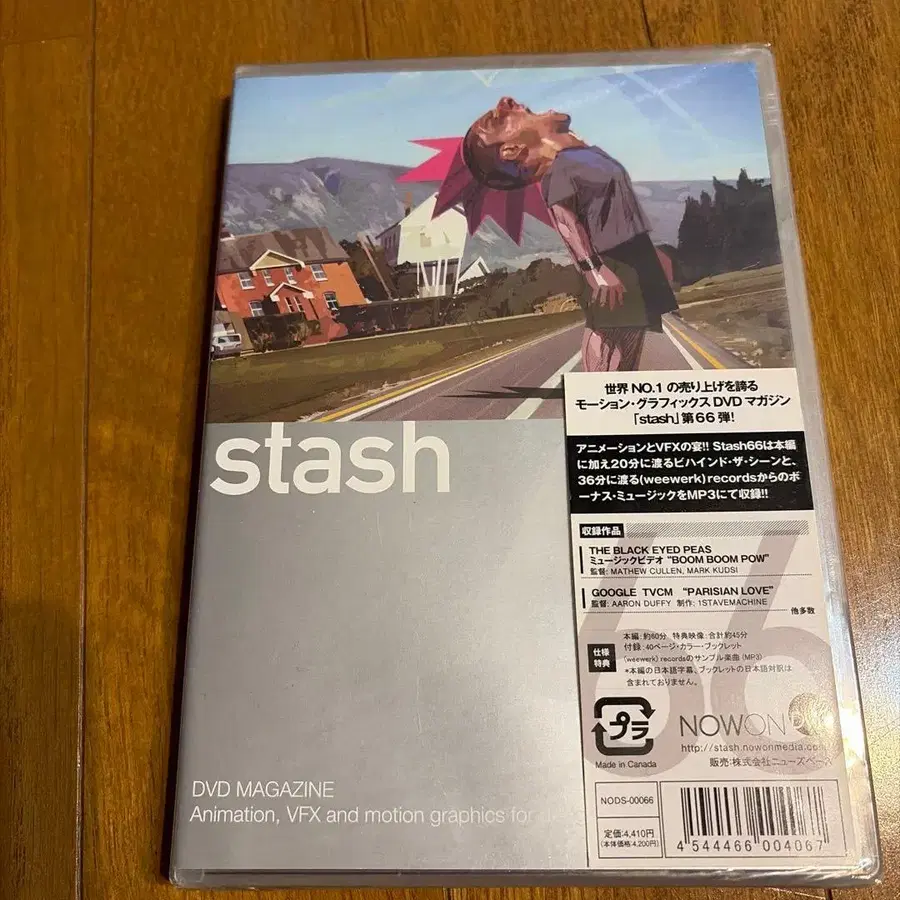 世界 NO.1 の売り上げを誇る
モーション・グラフィックス DVD マガジン
「stash」第66弾!
アニメーションとVFXの宴!! Stash66は本編
に加え20分に渡るビハインド・ザ・シーンと、
36分に渡る(weewerk) recordsからのボ
ーナス・ミュージックをMP3にて収録!!
収録作品
THE BLACK EYED PEAS
ミュージックビデオ "BOOM BOOM POW"
監督: MATHEW CULLEN, MARK KUDSI
GOOGLE TVCM "PARISIAN LOVE"
監督: AARON DUFFY 制作: 1STAVEMACHINE
他多数
仕様
特典
本編: 約60分 特典映像: 合計約45分
付録: 40ページ・カラー・ブックレット
(weewerk) recordsのサンプル楽曲 (MP3)
*本編の日本語字幕、ブックレットの日本語対訳は
含まれておりません。
66
プラ
Made in Canada
NOWON
http://stash.nowonmedia.com
販売: 株式会社ニューズベース
NODS-00066
定価: 4,410円
(本体価格: 4,200円)
4 544466 004067
stash
DVD MAGAZINE
Animation, VFX and motion graphics for